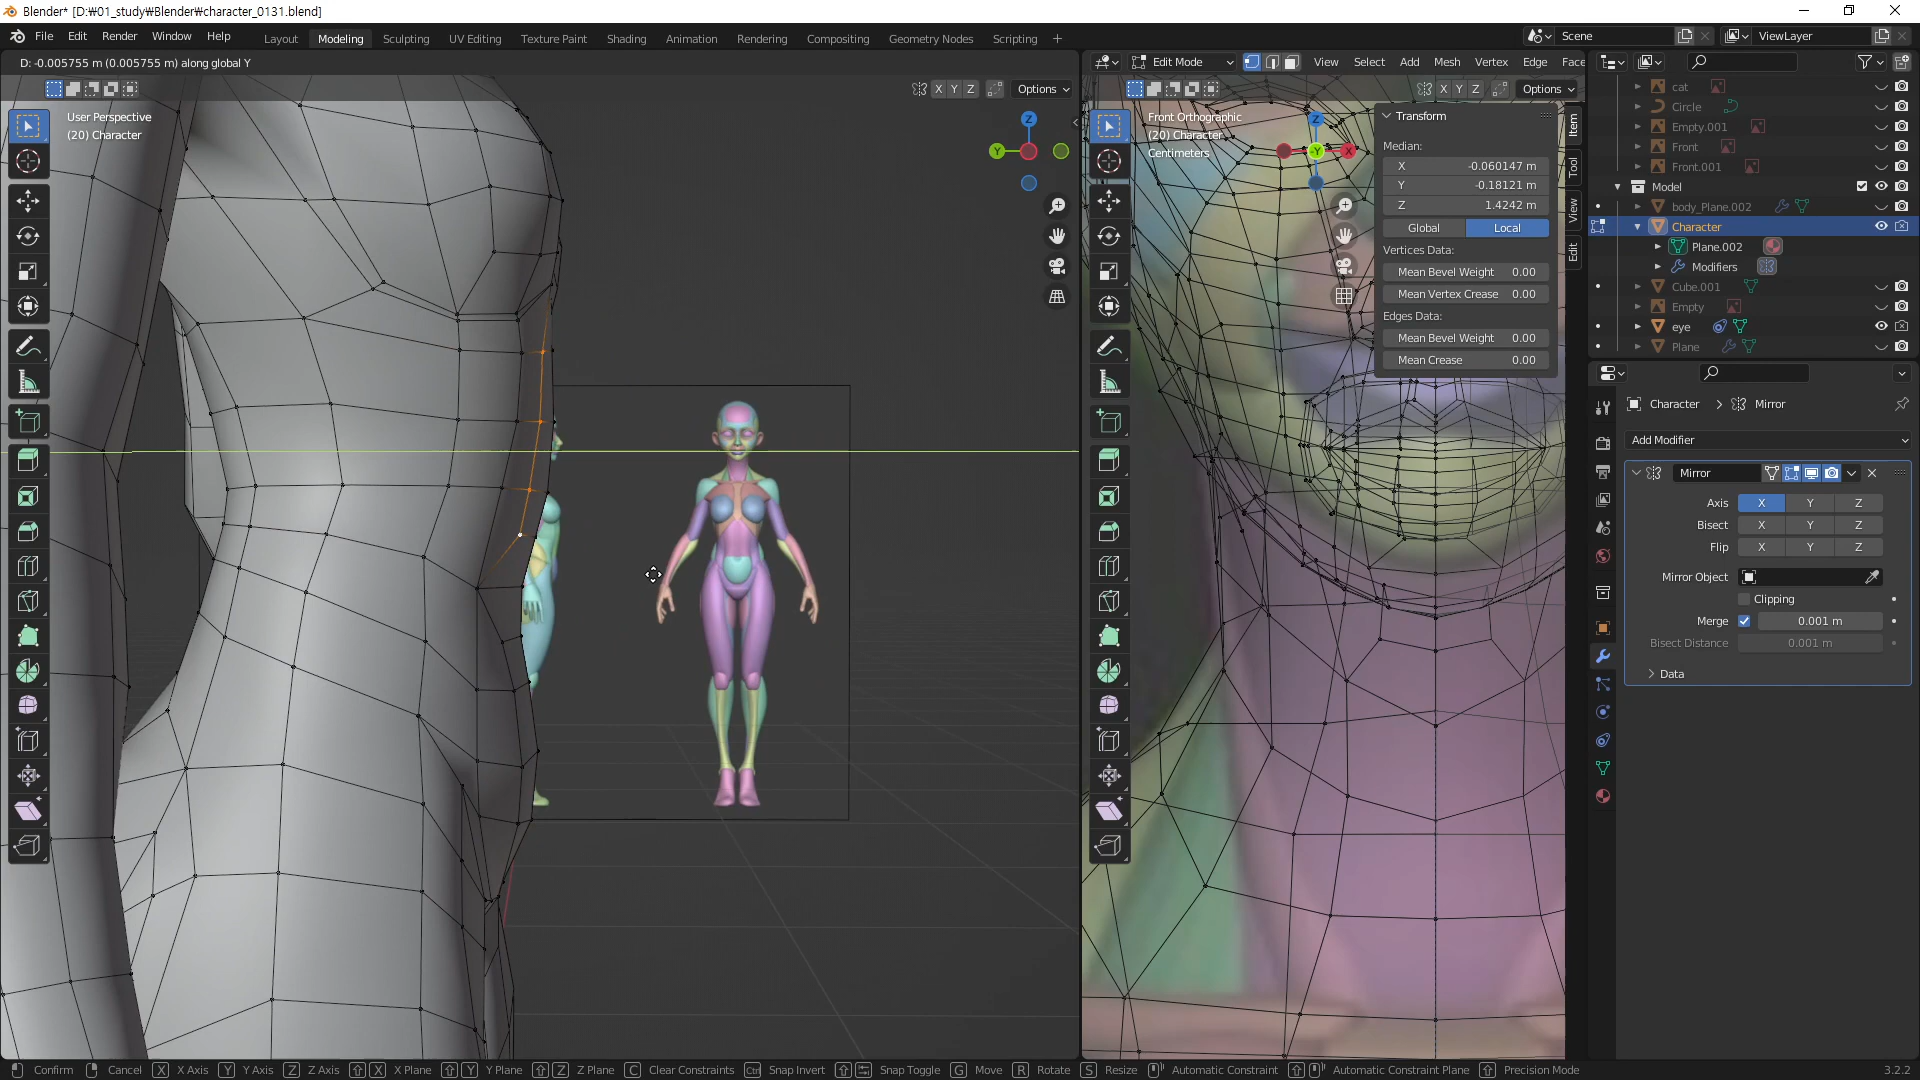 Blender* [D:₩01_study₩Blender₩character_0131.blend]
File Edit Render Window Help
Layout Modeling Sculpting UV Editing Texture Paint Shading Animation Rendering Compositing Geometry Nodes Scripting +
Scene
ViewLayer
D: -0.005755 m (0.005755 m) along global Y
Edit Mode View Select Add Mesh Vertex Edge Face
X Y Z Options
X Y Z Options
User Perspective
(20) Character
Z
Y
Front Orthographic
(20) Character
Centimeters
Z
-Y
X
Transform
Median:
X -0.060147 m
Y -0.18121 m
Z 1.4242 m
Global Local
Vertices Data:
Mean Bevel Weight 0.00
Mean Vertex Crease 0.00
Edges Data:
Mean Bevel Weight 0.00
Mean Crease 0.00
Item
Tool
View
Edit
cat
Circle
Empty.001
Front
Front.001
Model
body_Plane.002
Character
Plane.002
Modifiers
Cube.001
Empty
eye
Plane
Character > Mirror
Add Modifier
Mirror
Axis X Y Z
Bisect X Y Z
Flip X Y Z
Mirror Object
Clipping
Merge 0.001 m
Bisect Distance 0.001 m
Data
Confirm Cancel X X Axis Y Y Axis Z Z Axis X X Plane Y Y Plane Z Z Plane C Clear Constraints Ctrl Snap Invert Snap Toggle G Move R Rotate S Resize Automatic Constraint Automatic Constraint Plane Precision Mode
3.2.2